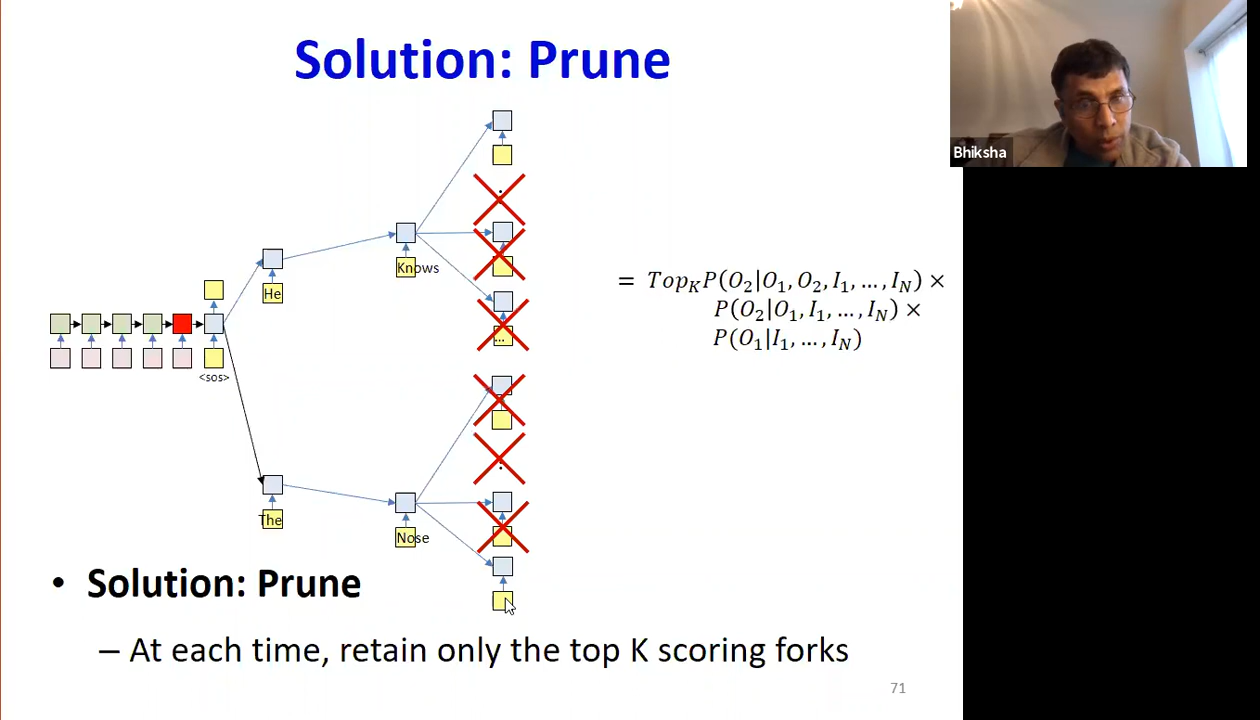 Solution: Prune
Bhiksha
He
Knows
<sos>
...
The
Nose
= Top_K P(O_2|O_1, O_2, I_1, …, I_N) ×
P(O_2|O_1, I_1, …, I_N) ×
P(O_1|I_1, …, I_N)
• Solution: Prune
– At each time, retain only the top K scoring forks
71